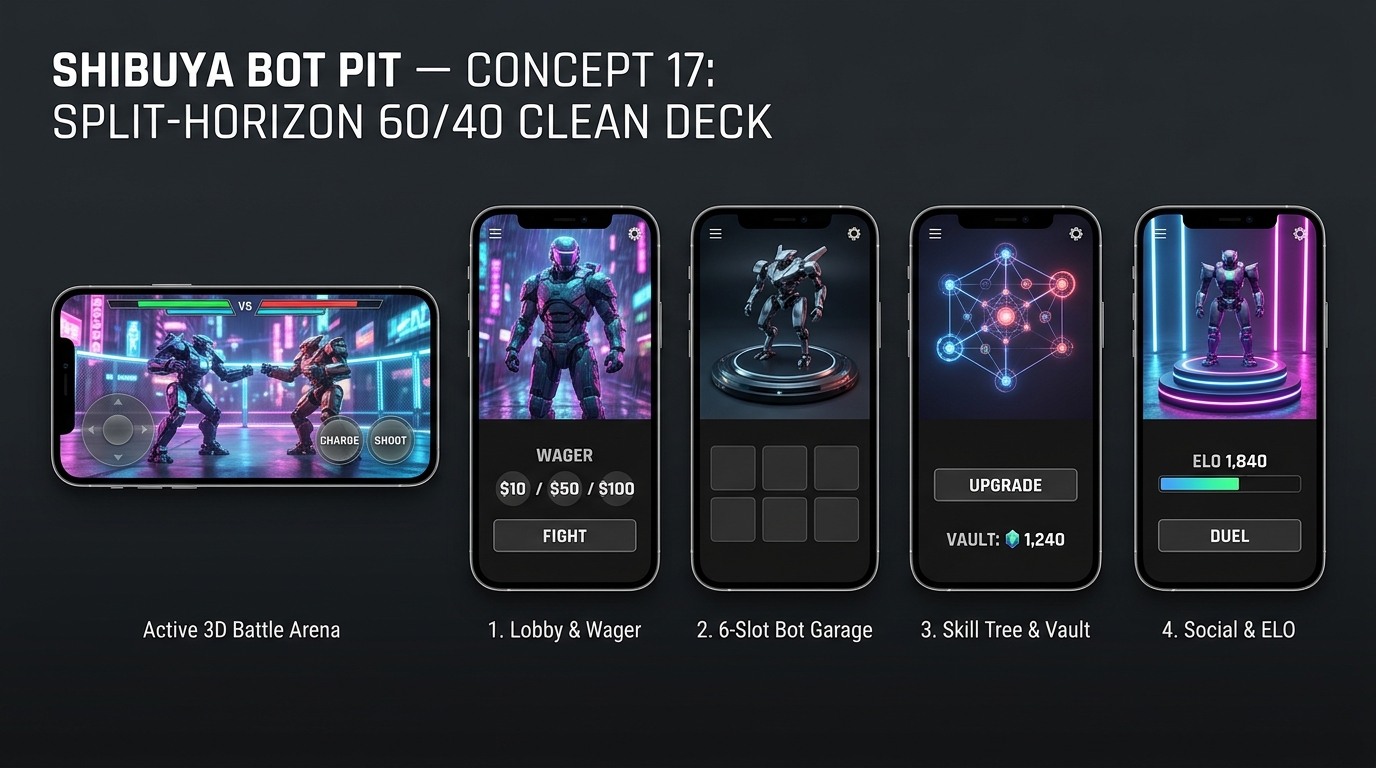 SHIBUYA BOT PIT — CONCEPT 17:
SPLIT-HORIZON 60/40 CLEAN DECK
VS
CHARGE
SHOOT
Active 3D Battle Arena
WAGER
$10 / $50 / $100
FIGHT
1. Lobby & Wager
2. 6-Slot Bot Garage
UPGRADE
VAULT: 1,240
3. Skill Tree & Vault
ELO 1,840
DUEL
4. Social & ELO